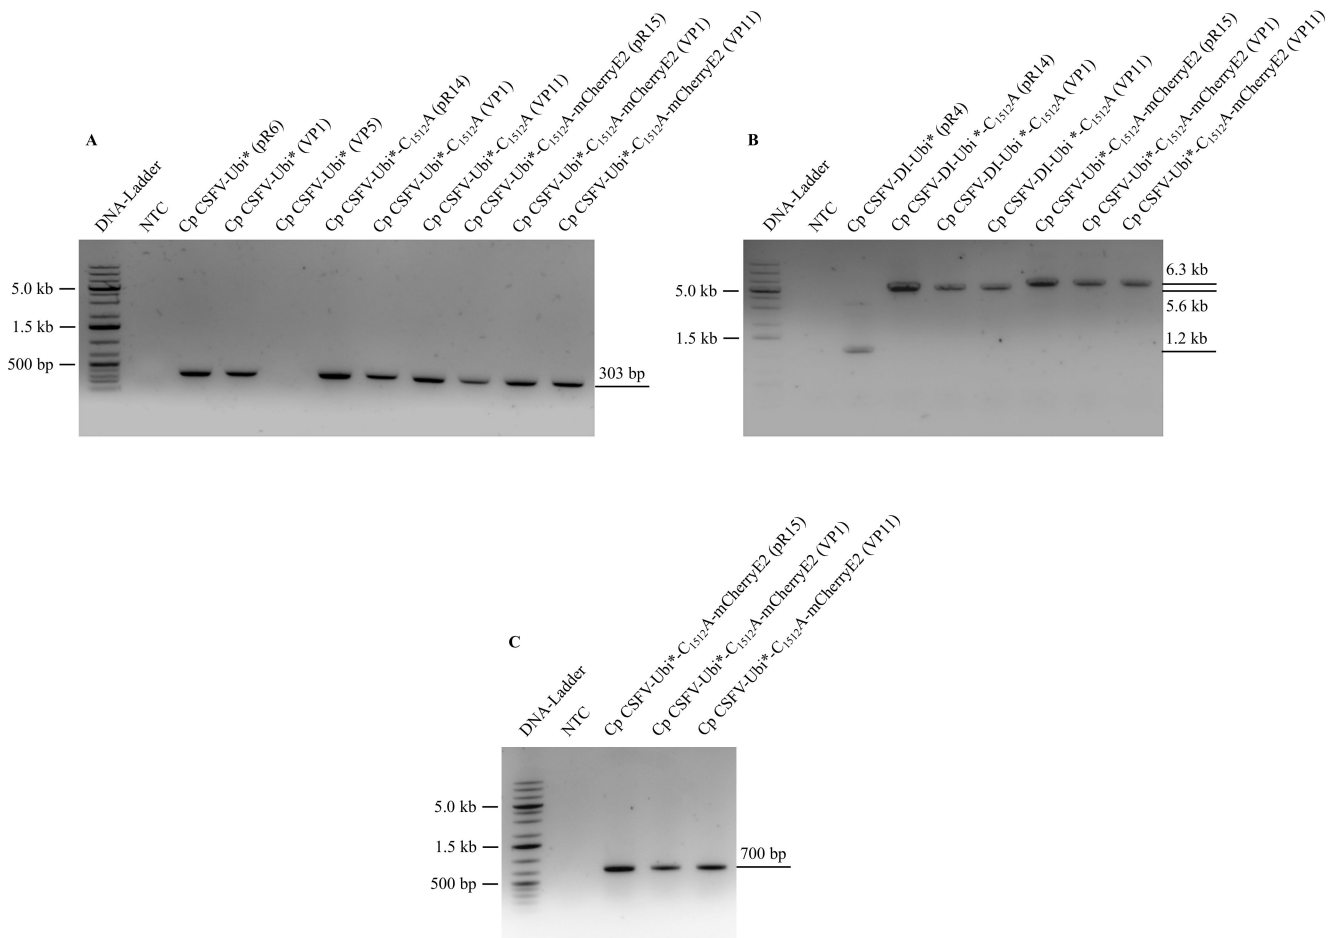 A
DNA-Ladder
NTC
Cp CSFV-Ubi* (pR6)
Cp CSFV-Ubi* (VP1)
Cp CSFV-Ubi* (VP5)
Cp CSFV-Ubi*-C1512A (pR14)
Cp CSFV-Ubi*-C1512A (VP1)
Cp CSFV-Ubi*-C1512A (VP11)
Cp CSFV-Ubi*-C1512A-mCherryE2 (pR15)
Cp CSFV-Ubi*-C1512A-mCherryE2 (VP1)
Cp CSFV-Ubi*-C1512A-mCherryE2 (VP11)
5.0 kb
1.5 kb
500 bp
303 bp
B
DNA-Ladder
NTC
Cp CSFV-DI-Ubi* (pR4)
Cp CSFV-DI-Ubi*-C1512A (pR14)
Cp CSFV-DI-Ubi*-C1512A (VP1)
Cp CSFV-DI-Ubi*-C1512A (VP11)
Cp CSFV-Ubi*-C1512A-mCherryE2 (pR15)
Cp CSFV-Ubi*-C1512A-mCherryE2 (VP1)
Cp CSFV-Ubi*-C1512A-mCherryE2 (VP11)
5.0 kb
1.5 kb
6.3 kb
5.6 kb
1.2 kb
C
DNA-Ladder
NTC
Cp CSFV-Ubi*-C1512A-mCherryE2 (pR15)
Cp CSFV-Ubi*-C1512A-mCherryE2 (VP1)
Cp CSFV-Ubi*-C1512A-mCherryE2 (VP11)
5.0 kb
1.5 kb
500 bp
700 bp